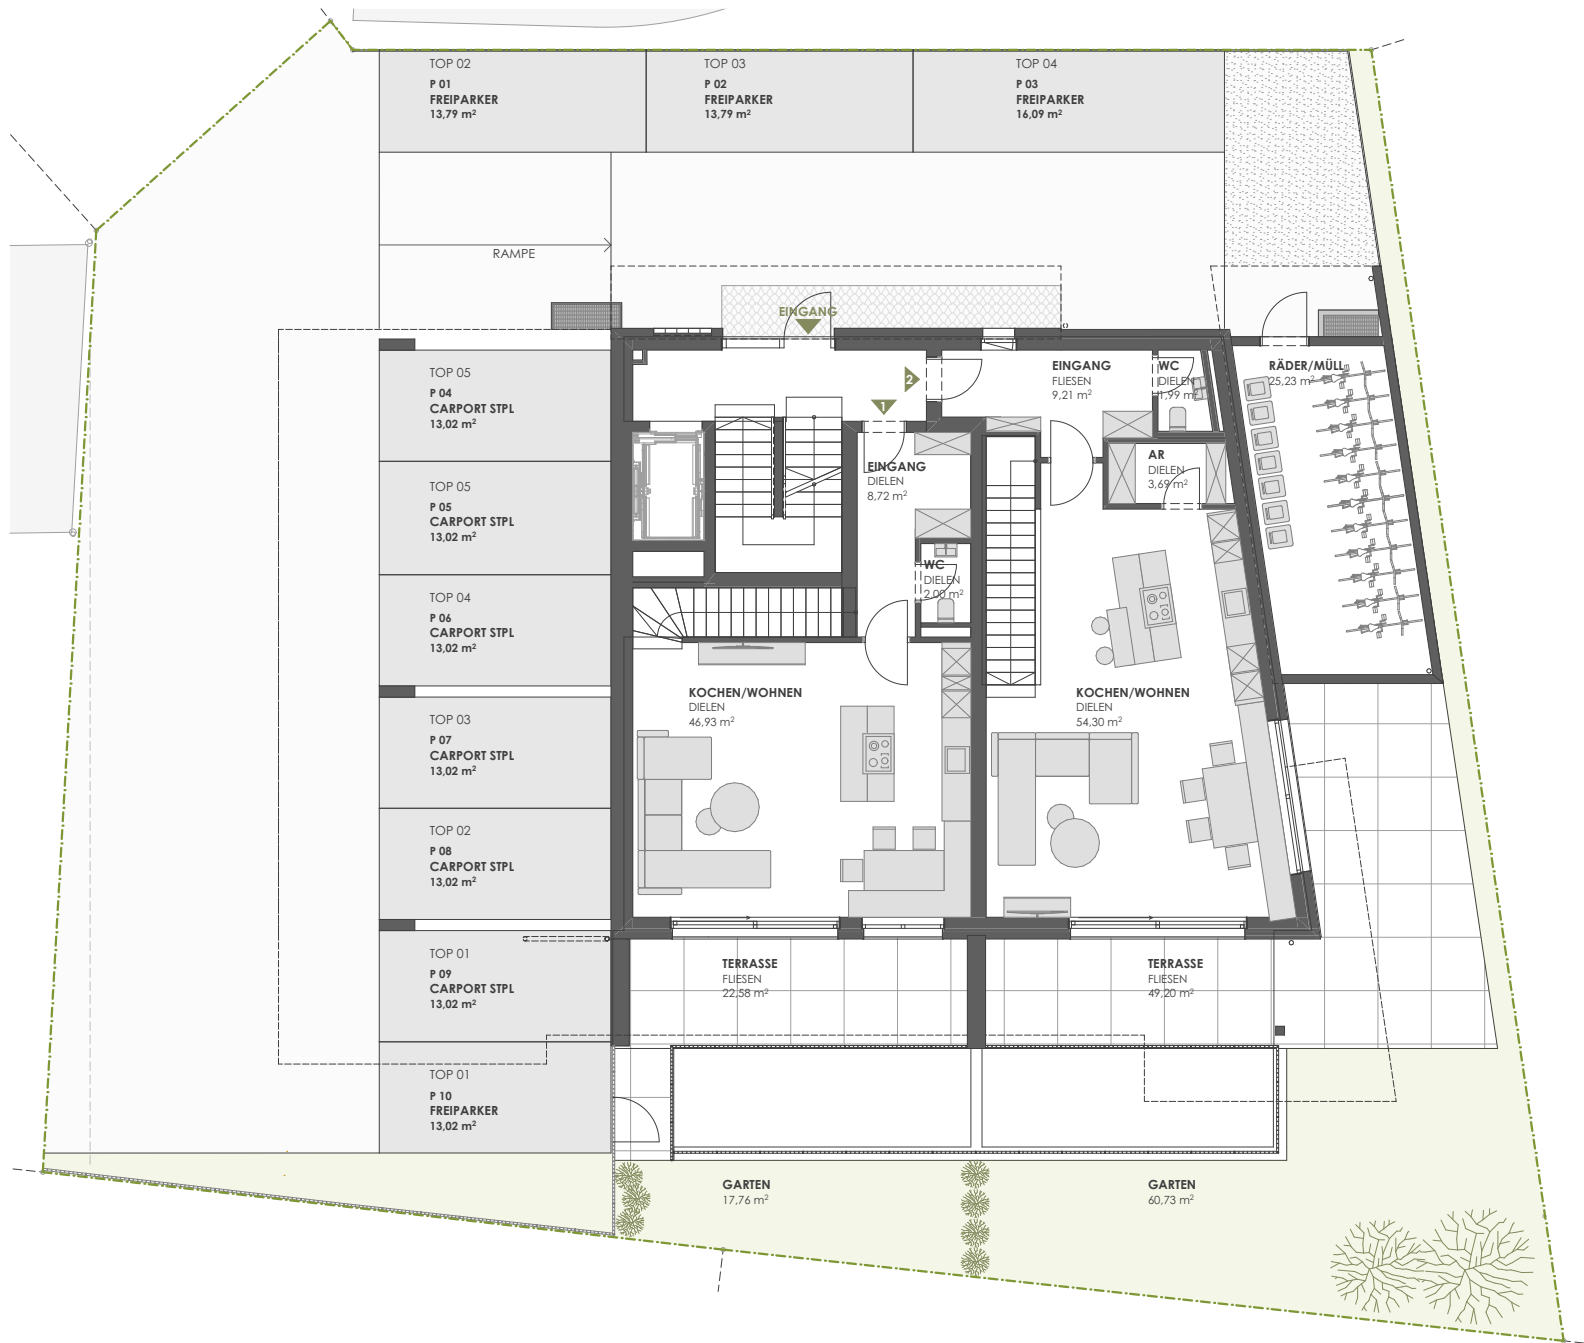 TOP 02
P 01
FREIPARKER
13,79 m²
TOP 03
P 02
FREIPARKER
13,79 m²
TOP 04
P 03
FREIPARKER
16,09 m²
RAMPE
EINGANG
1
2
TOP 05
P 04
CARPORT STPL
13,02 m²
TOP 05
P 05
CARPORT STPL
13,02 m²
TOP 04
P 06
CARPORT STPL
13,02 m²
TOP 03
P 07
CARPORT STPL
13,02 m²
TOP 02
P 08
CARPORT STPL
13,02 m²
TOP 01
P 09
CARPORT STPL
13,02 m²
TOP 01
P 10
FREIPARKER
13,02 m²
EINGANG
FLIESEN
9,21 m²
WC
DIELEN
1,99 m²
RÄDER/MÜLL
25,23 m²
EINGANG
DIELEN
8,72 m²
AR
DIELEN
3,69 m²
WC
DIELEN
2,00 m²
KOCHEN/WOHNEN
DIELEN
46,93 m²
KOCHEN/WOHNEN
DIELEN
54,30 m²
TERRASSE
FLIESEN
22,58 m²
TERRASSE
FLIESEN
49,20 m²
GARTEN
17,76 m²
GARTEN
60,73 m²